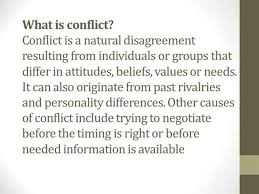 What is conflict?
Conflict is a natural disagreement
resulting from individuals or groups that
differ in attitudes, beliefs, values or needs.
It can also originate from past rivalries
and personality differences. Other causes
of conflict include trying to negotiate
before the timing is right or before
needed information is available